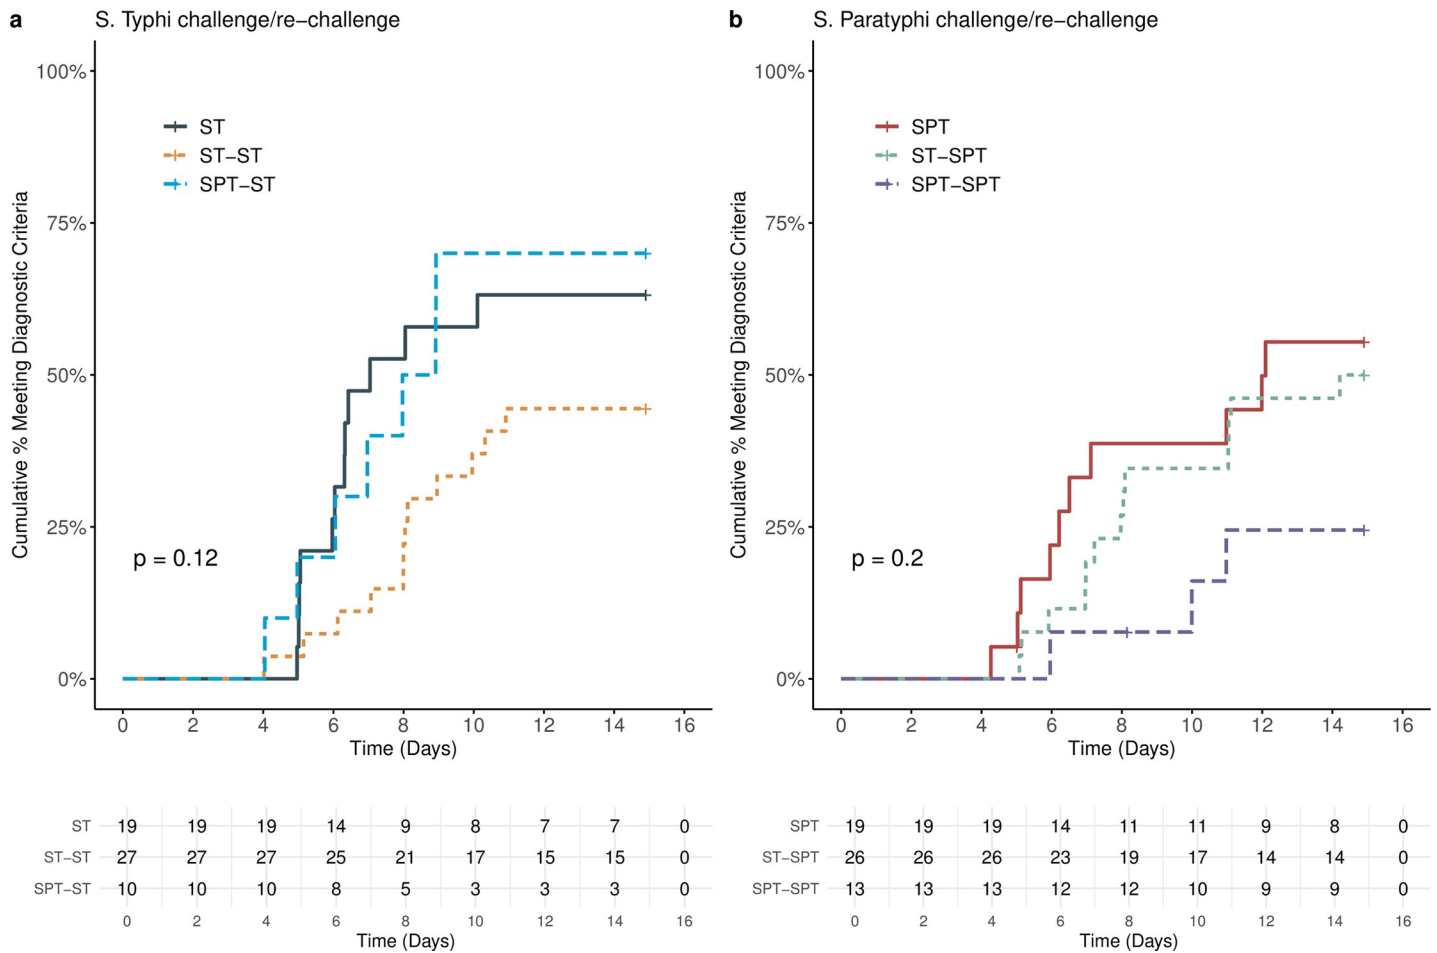 a
S. Typhi challenge/re−challenge
Cumulative % Meeting Diagnostic Criteria
100%
75%
50%
25%
0%
ST
ST−ST
SPT−ST
p = 0.12
0 2 4 6 8 10 12 14 16
Time (Days)
ST 19 19 19 14 9 8 7 7 0
ST−ST 27 27 27 25 21 17 15 15 0
SPT−ST 10 10 10 8 5 3 3 3 0
0 2 4 6 8 10 12 14 16
Time (Days)
b
S. Paratyphi challenge/re−challenge
Cumulative % Meeting Diagnostic Criteria
100%
75%
50%
25%
0%
SPT
ST−SPT
SPT−SPT
p = 0.2
0 2 4 6 8 10 12 14 16
Time (Days)
SPT 19 19 19 14 11 11 9 8 0
ST−SPT 26 26 26 23 19 17 14 14 0
SPT−SPT 13 13 13 12 12 10 9 9 0
0 2 4 6 8 10 12 14 16
Time (Days)